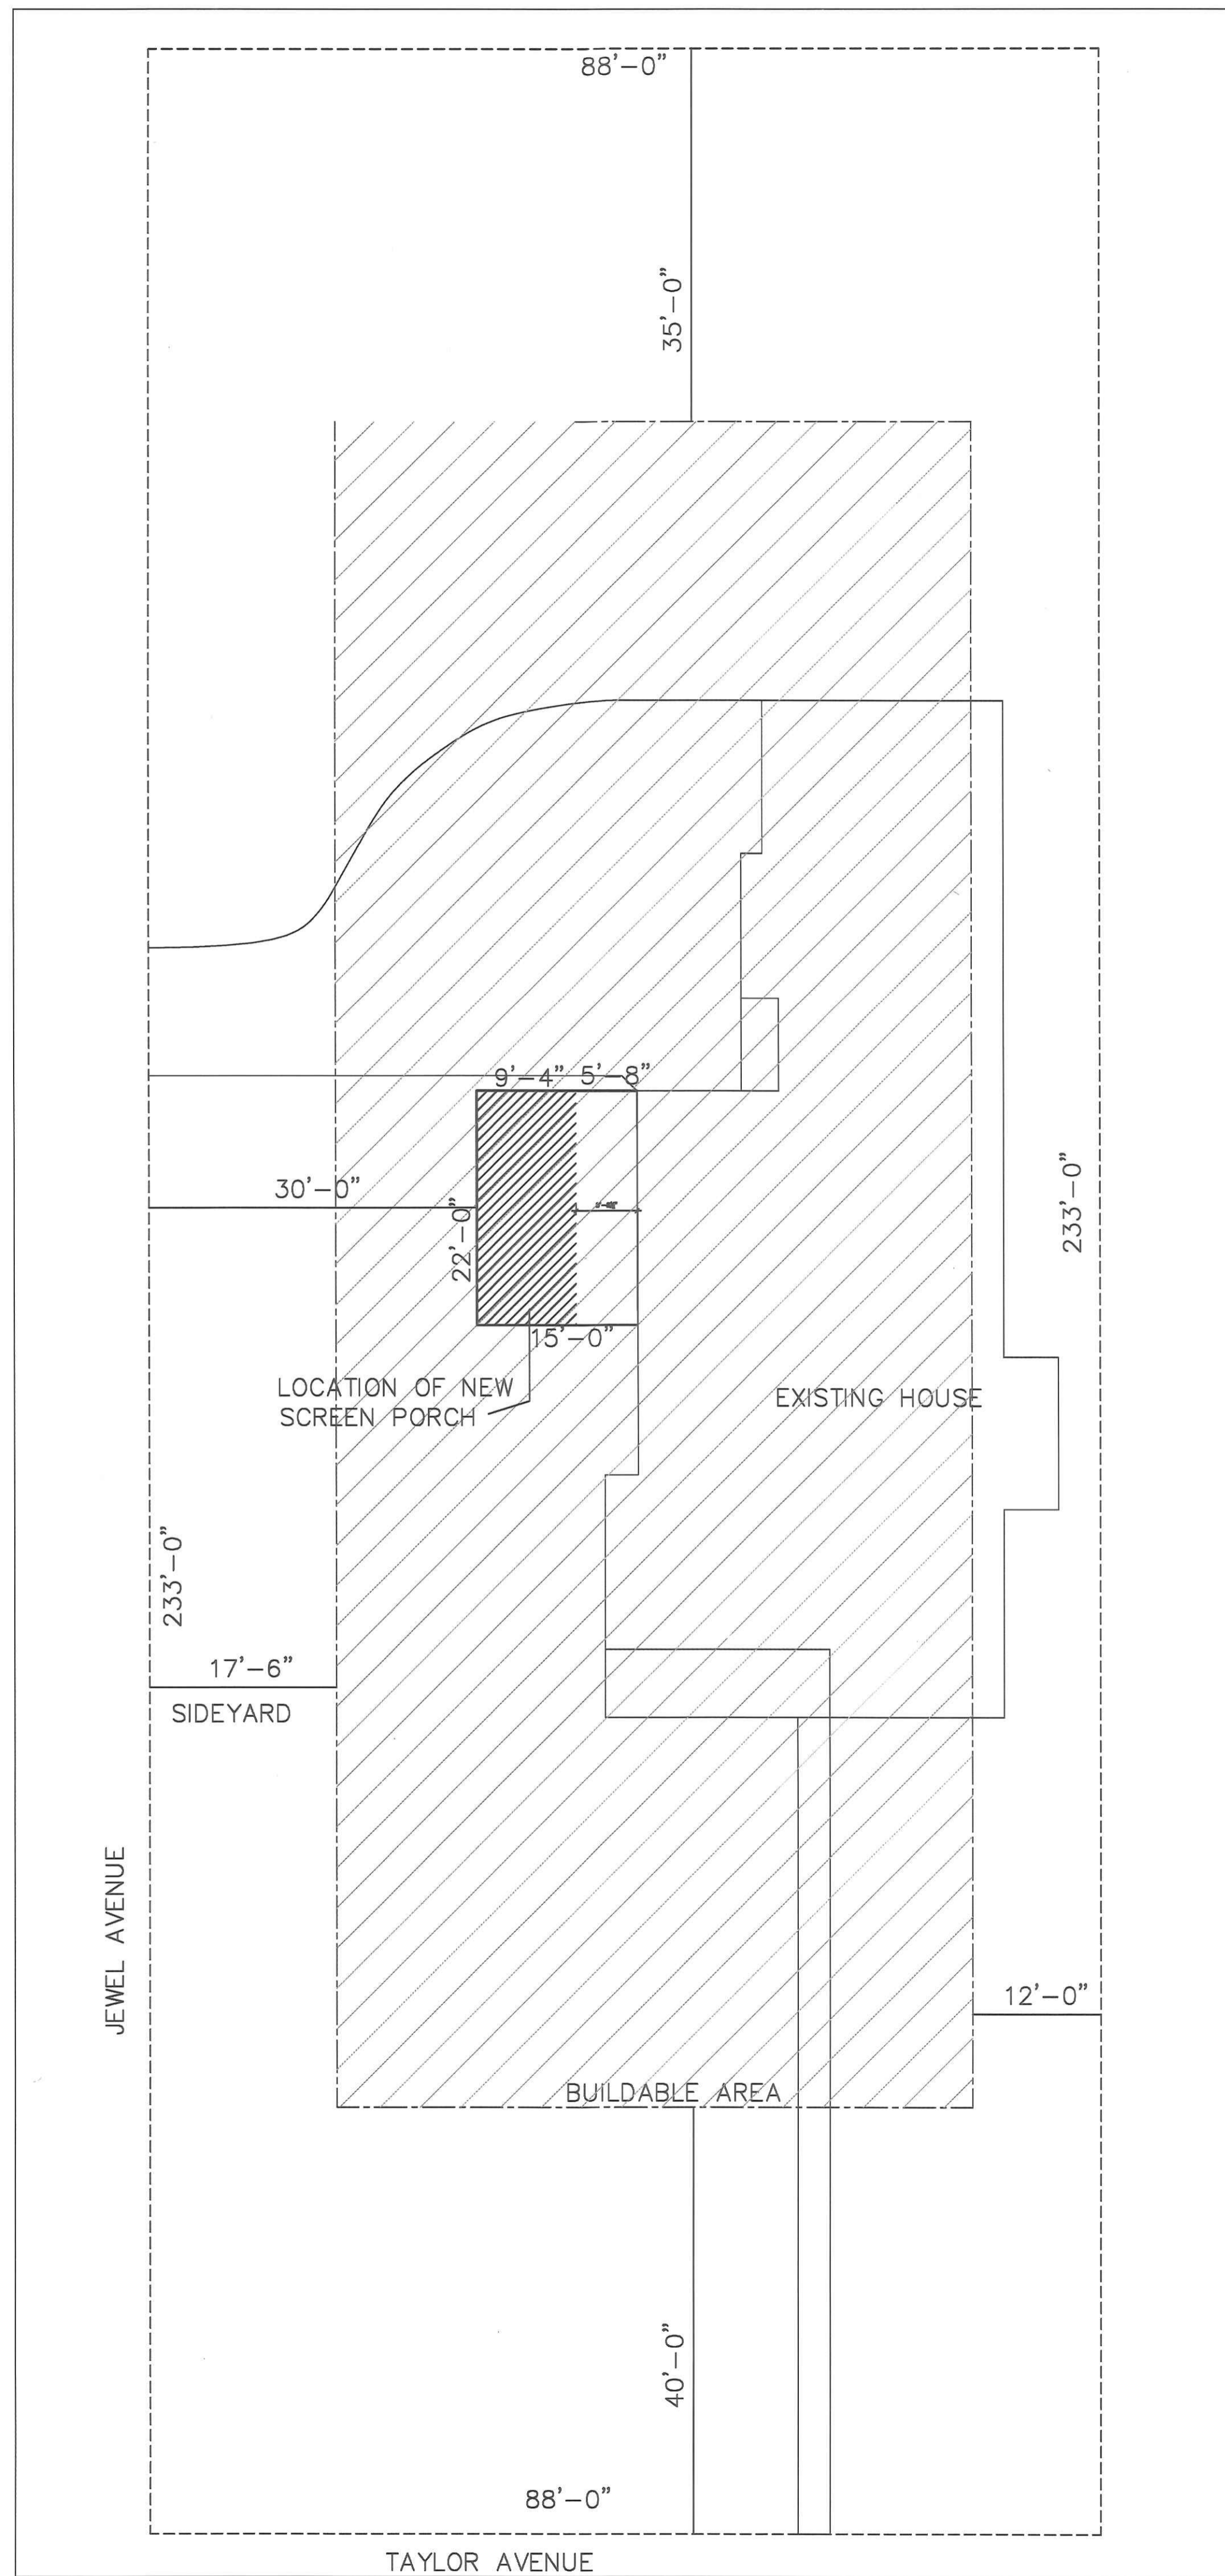 88'-0"
35'-0"
9'-4"
5'-8"
30'-0"
22'-0"
15'-0"
233'-0"
LOCATION OF NEW
SCREEN PORCH
EXISTING HOUSE
233'-0"
17'-6"
SIDEYARD
JEWEL AVENUE
12'-0"
BUILDABLE AREA
40'-0"
88'-0"
TAYLOR AVENUE